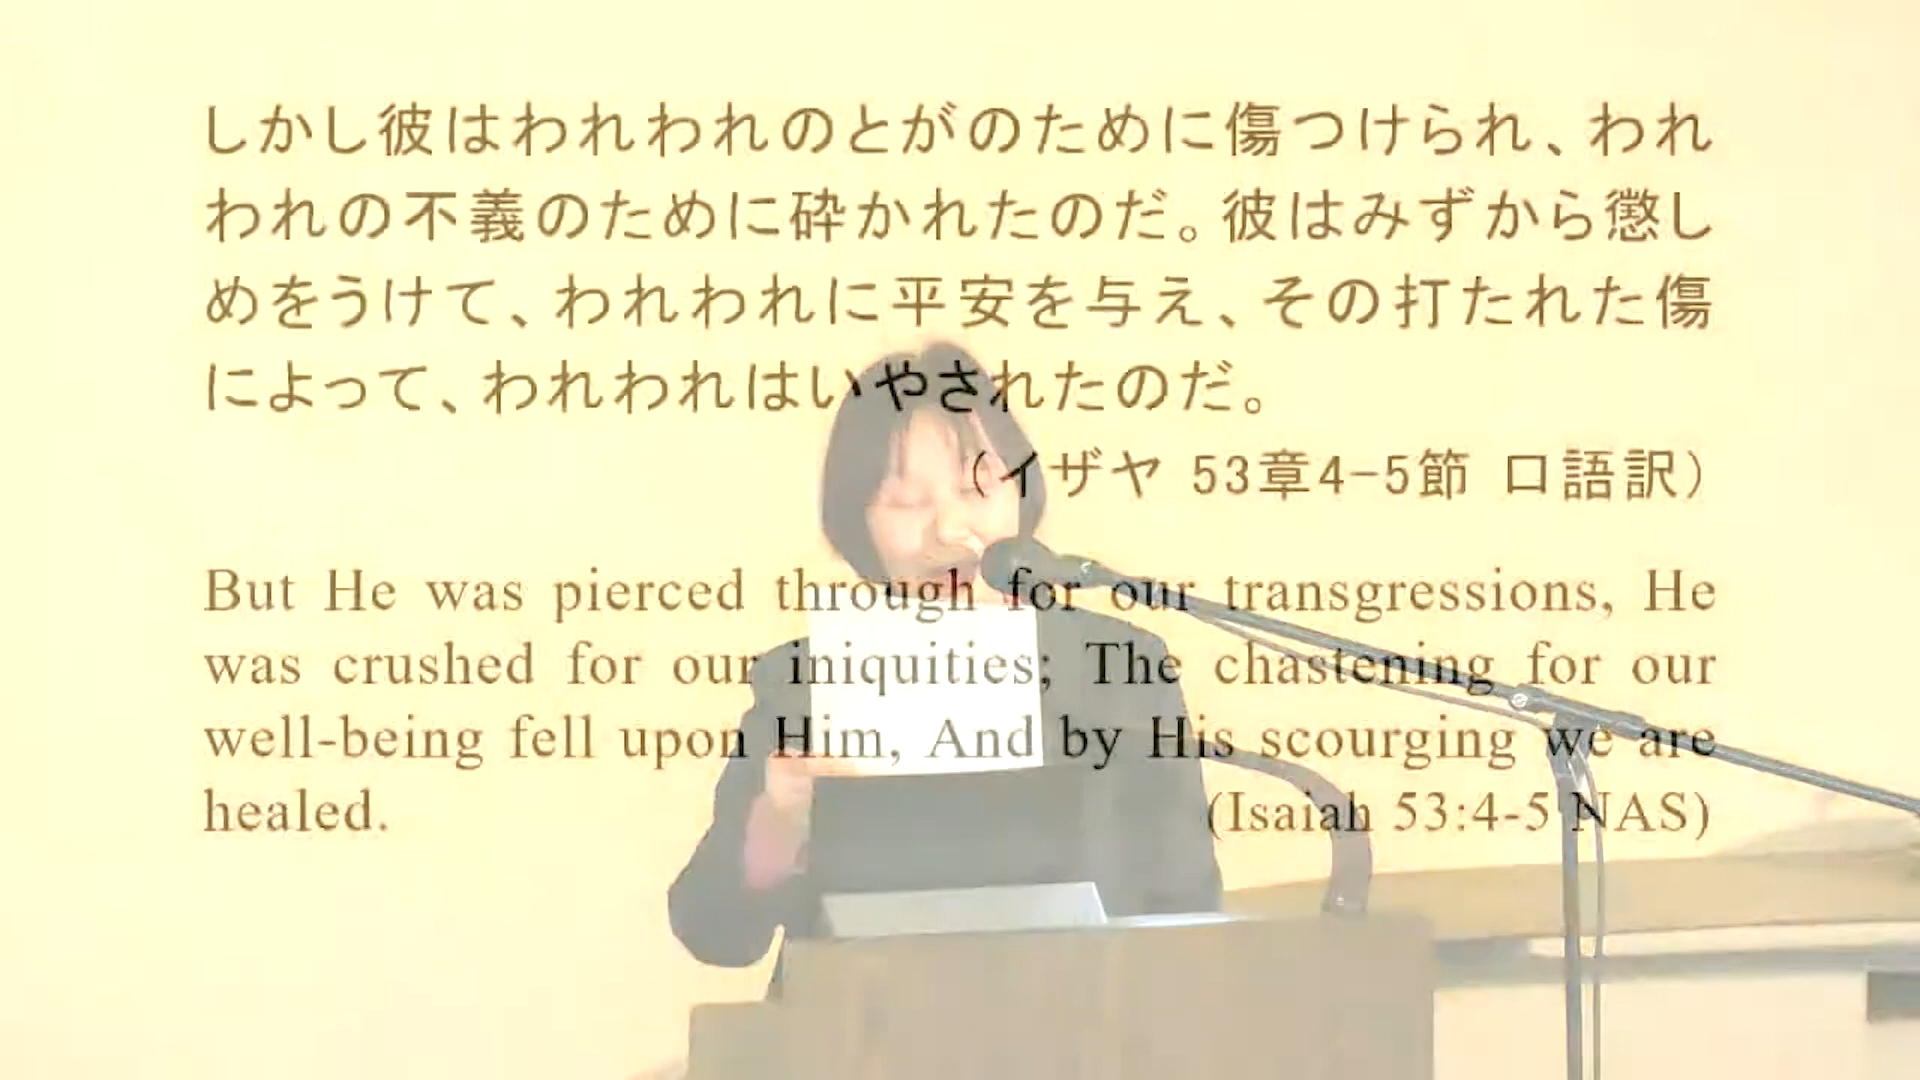 しかし彼はわれわれのとがのために傷つけられ、われ
われの不義のために砕かれたのだ。彼はみずから懲し
めをうけて、われわれに平安を与え、その打たれた傷
によって、われわれはいやされたのだ。
(イザヤ 53章4-5節 口語訳)
But He was pierced through for our transgressions, He
was crushed for our iniquities; The chastening for our
well-being fell upon Him, And by His scourging we are
healed. (Isaiah 53:4-5 NAS)